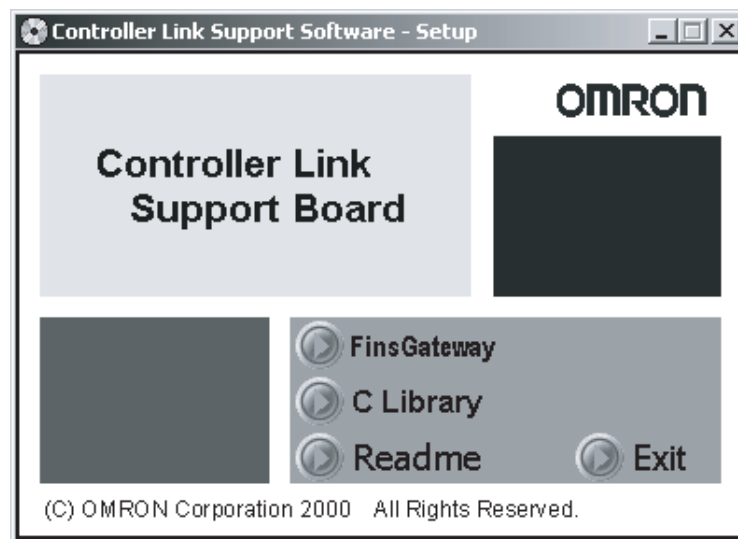 Controller Link Support Software - Setup
OMRON
Controller Link
Support Board
FinsGateway
C Library
Readme
Exit
(C) OMRON Corporation 2000 All Rights Reserved.